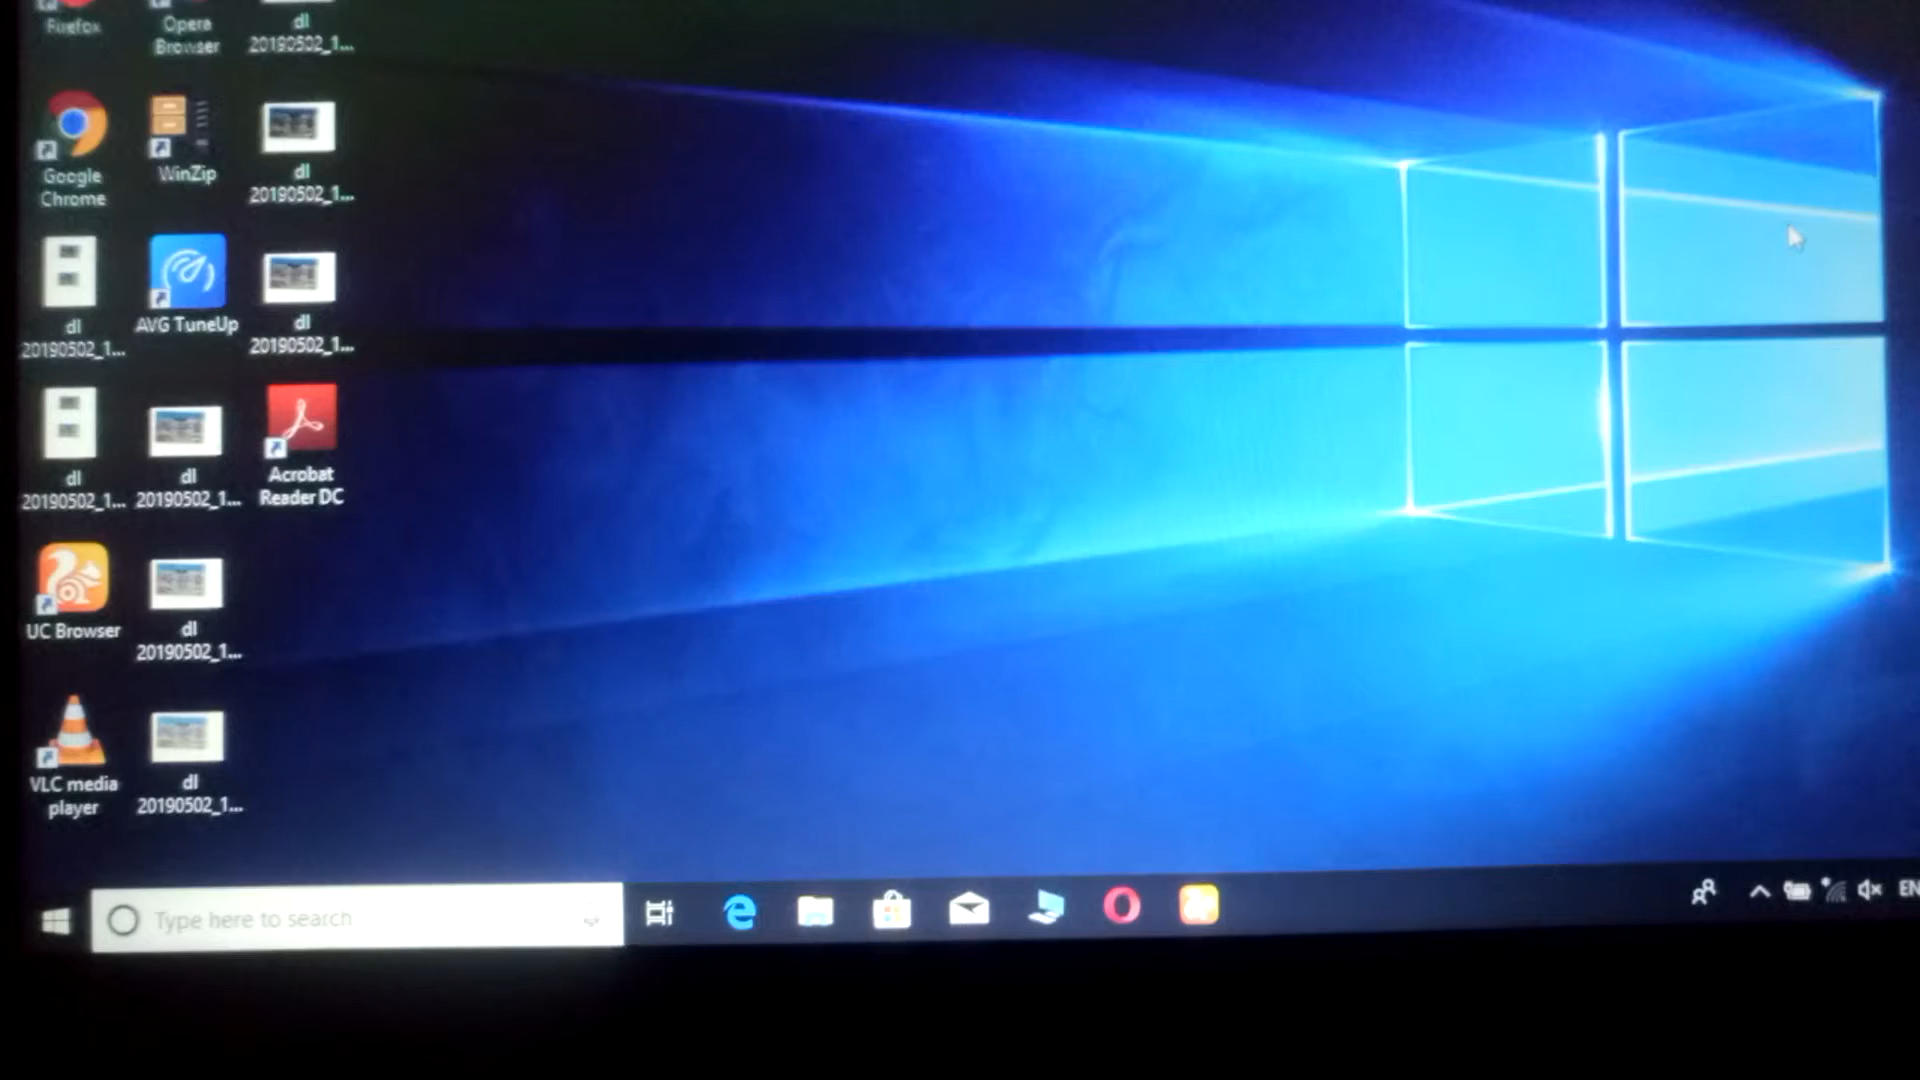 Firefox
Opera
Browser
dl
20190502_1...
Google
Chrome
WinZip
dl
20190502_1...
dl
20190502_1...
AVG TuneUp
dl
20190502_1...
dl
20190502_1...
dl
20190502_1...
Acrobat
Reader DC
UC Browser
dl
20190502_1...
VLC media
player
dl
20190502_1...
Type here to search
EN